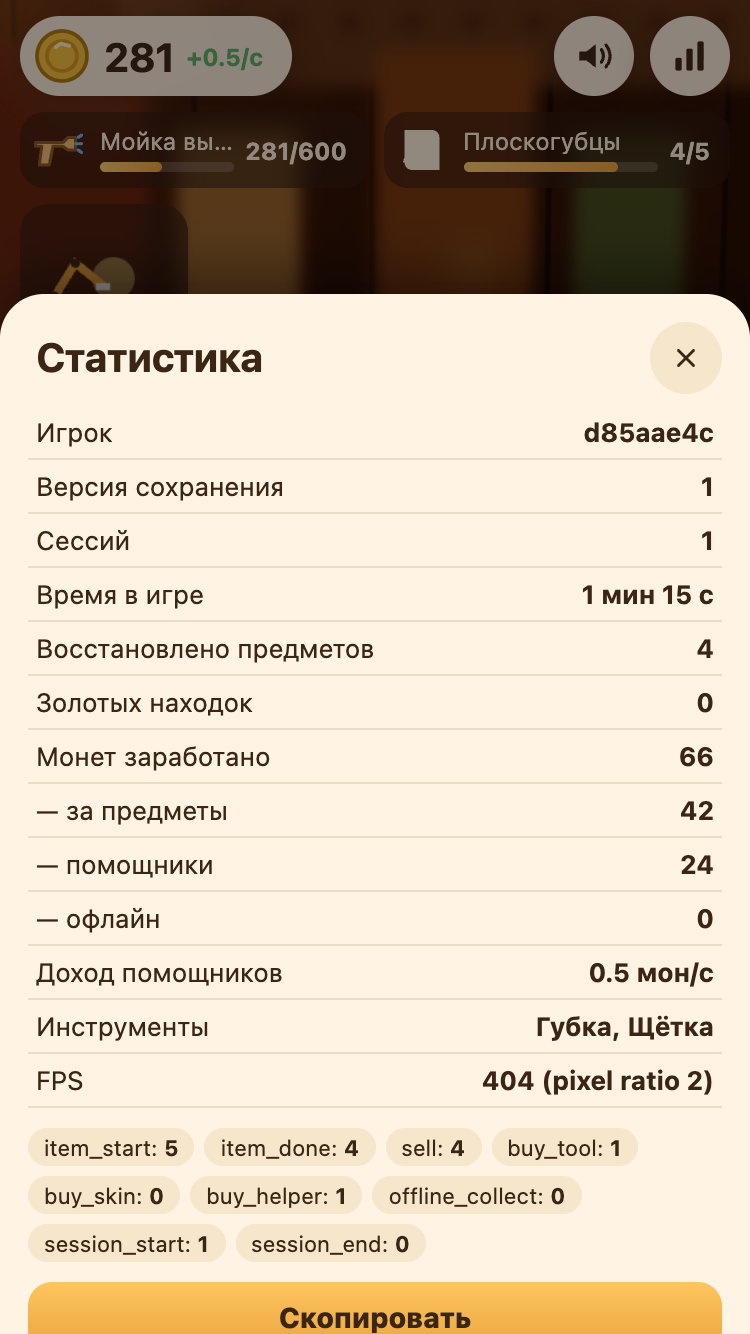 281 +0.5/с
Мойка вы... 281/600
Плоскогубцы 4/5
Статистика
Игрок d85aae4c
Версия сохранения 1
Сессий 1
Время в игре 1 мин 15 с
Восстановлено предметов 4
Золотых находок 0
Монет заработано 66
— за предметы 42
— помощники 24
— офлайн 0
Доход помощников 0.5 мон/с
Инструменты Губка, Щётка
FPS 404 (pixel ratio 2)
item_start: 5 item_done: 4 sell: 4 buy_tool: 1
buy_skin: 0 buy_helper: 1 offline_collect: 0
session_start: 1 session_end: 0
Скопировать